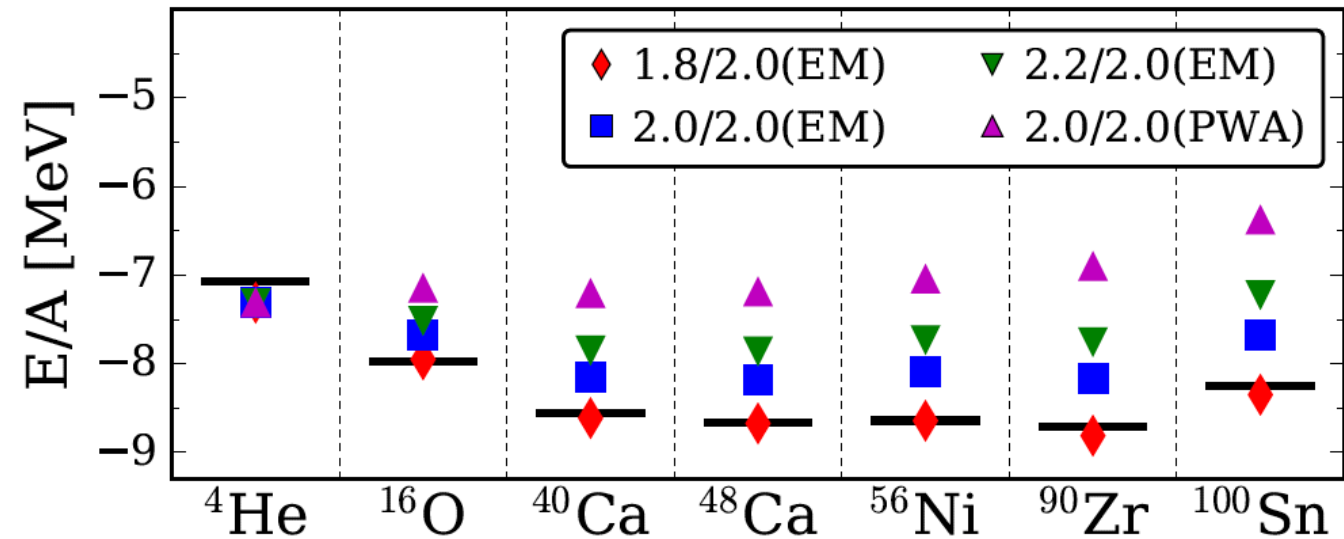 E/A [MeV]
−5
−6
−7
−8
−9
1.8/2.0(EM) 2.2/2.0(EM)
2.0/2.0(EM) 2.0/2.0(PWA)
⁴He ¹⁶O ⁴⁰Ca ⁴⁸Ca ⁵⁶Ni ⁹⁰Zr ¹⁰⁰Sn